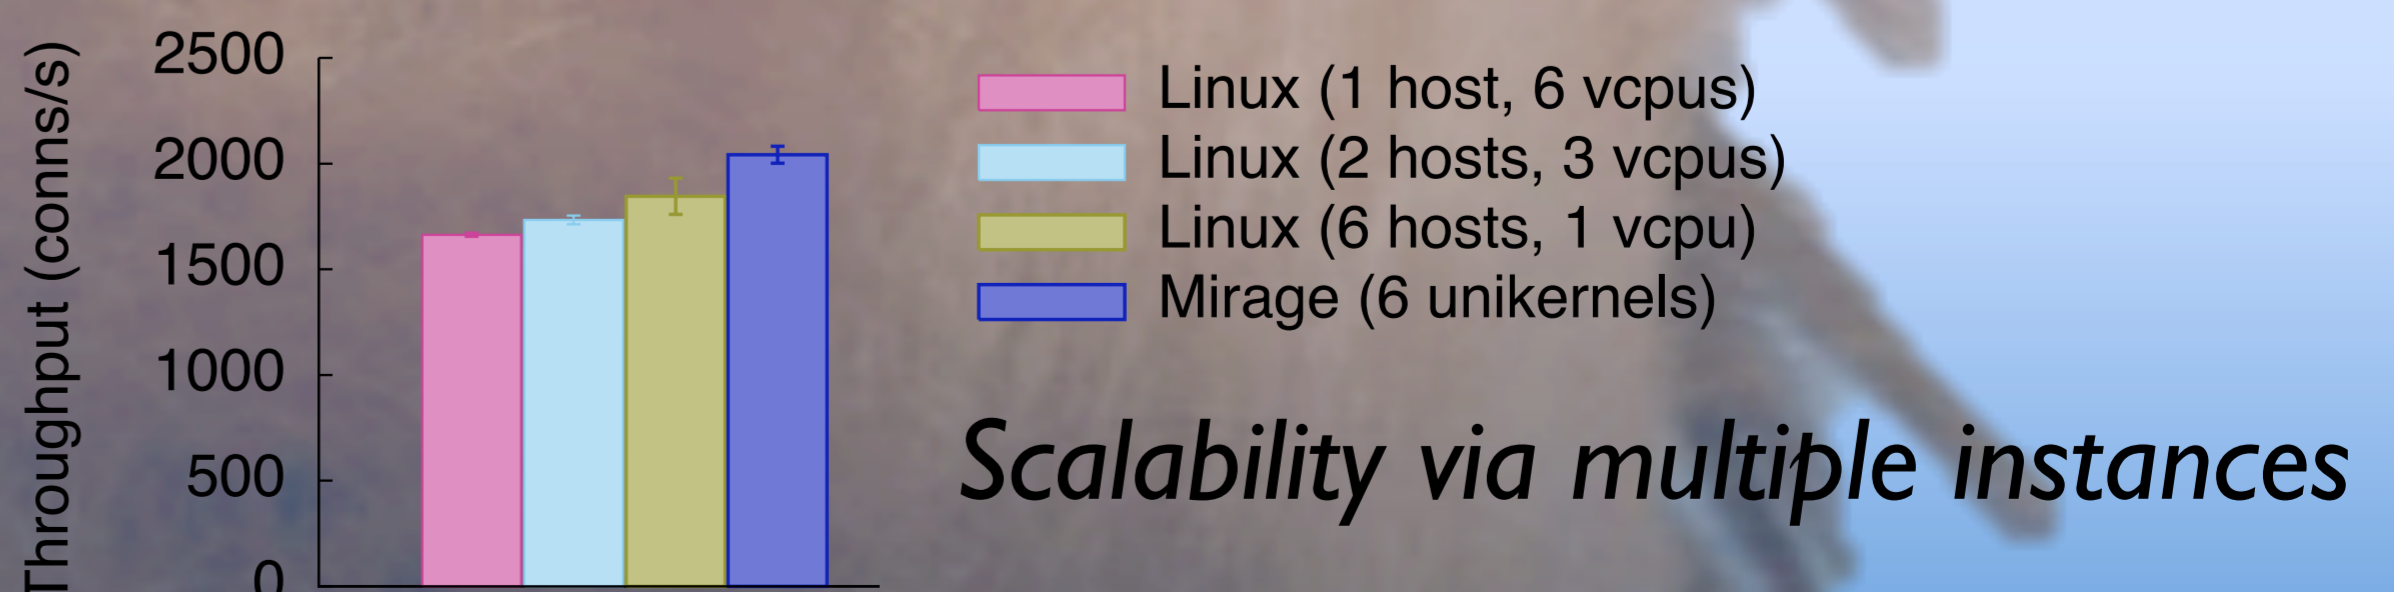 Throughput (conns/s)
2500
2000
1500
1000
500
0
Linux (1 host, 6 vcpus)
Linux (2 hosts, 3 vcpus)
Linux (6 hosts, 1 vcpu)
Mirage (6 unikernels)
Scalability via multiple instances